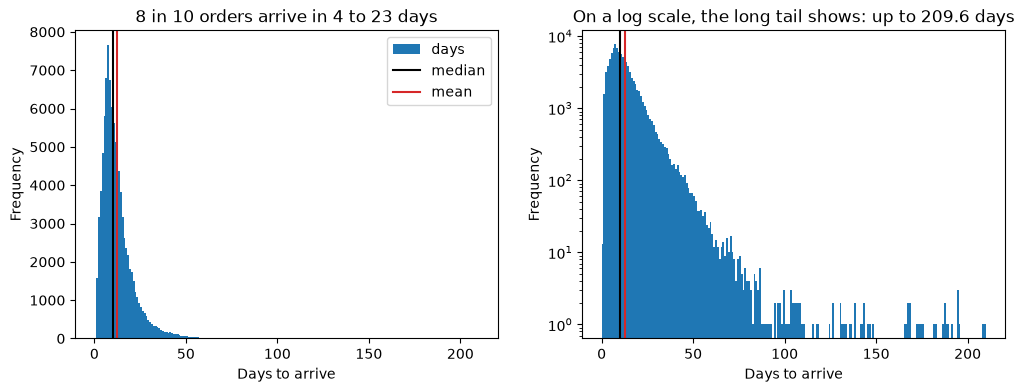 8 in 10 orders arrive in 4 to 23 days
8000
7000
6000
5000
4000
3000
2000
1000
0
Frequency
0 50 100 150 200
Days to arrive
days
median
mean
On a log scale, the long tail shows: up to 209.6 days
10⁴
10³
10²
10¹
10⁰
Frequency
0 50 100 150 200
Days to arrive